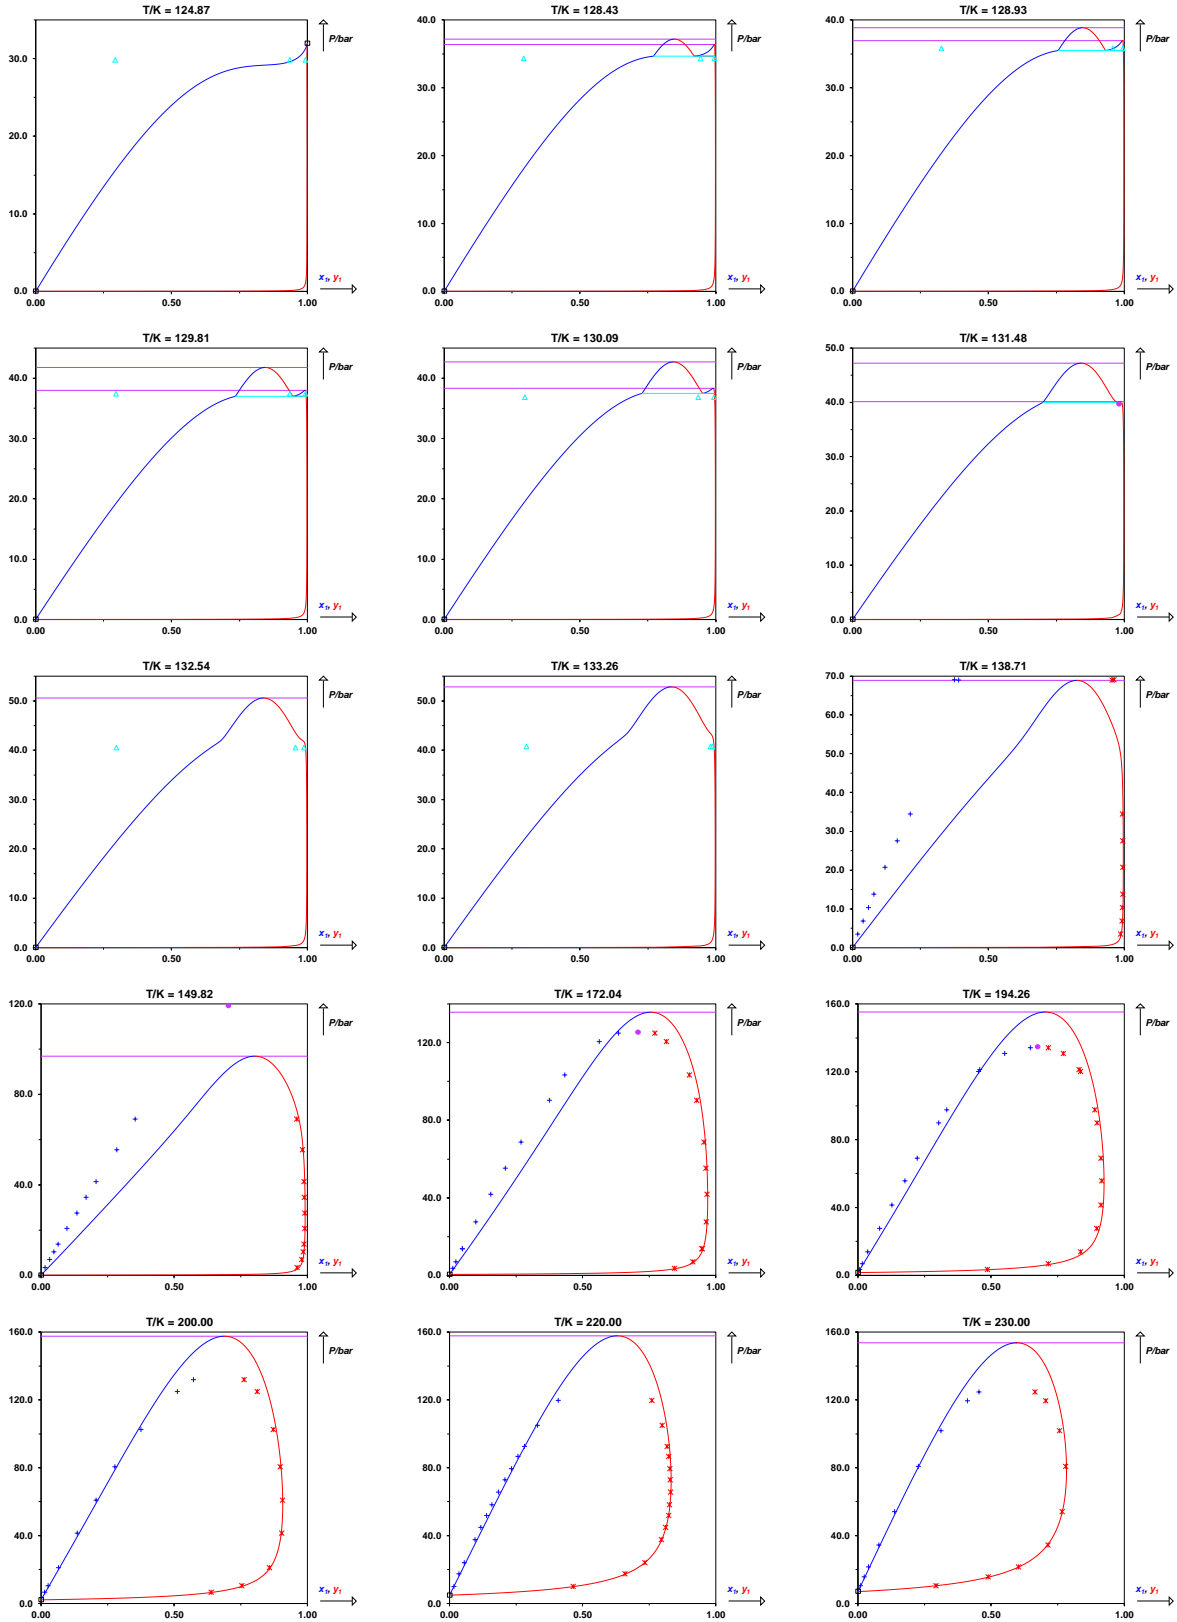 T/K = 124.87
P/bar
30.0
20.0
10.0
0.0
0.00
0.50
1.00
x₁, y₁
T/K = 128.43
P/bar
40.0
30.0
20.0
10.0
0.0
0.00
0.50
1.00
x₁, y₁
T/K = 128.93
P/bar
40.0
30.0
20.0
10.0
0.0
0.00
0.50
1.00
x₁, y₁
T/K = 129.81
P/bar
40.0
30.0
20.0
10.0
0.0
0.00
0.50
1.00
x₁, y₁
T/K = 130.09
P/bar
40.0
30.0
20.0
10.0
0.0
0.00
0.50
1.00
x₁, y₁
T/K = 131.48
P/bar
50.0
40.0
30.0
20.0
10.0
0.0
0.00
0.50
1.00
x₁, y₁
T/K = 132.54
P/bar
50.0
40.0
30.0
20.0
10.0
0.0
0.00
0.50
1.00
x₁, y₁
T/K = 133.26
P/bar
50.0
40.0
30.0
20.0
10.0
0.0
0.00
0.50
1.00
x₁, y₁
T/K = 138.71
P/bar
70.0
60.0
50.0
40.0
30.0
20.0
10.0
0.0
0.00
0.50
1.00
x₁, y₁
T/K = 149.82
P/bar
120.0
80.0
40.0
0.0
0.00
0.50
1.00
x₁, y₁
T/K = 172.04
P/bar
120.0
80.0
40.0
0.0
0.00
0.50
1.00
x₁, y₁
T/K = 194.26
P/bar
160.0
120.0
80.0
40.0
0.0
0.00
0.50
1.00
x₁, y₁
T/K = 200.00
P/bar
160.0
120.0
80.0
40.0
0.0
0.00
0.50
1.00
x₁, y₁
T/K = 220.00
P/bar
160.0
120.0
80.0
40.0
0.0
0.00
0.50
1.00
x₁, y₁
T/K = 230.00
P/bar
160.0
120.0
80.0
40.0
0.0
0.00
0.50
1.00
x₁, y₁